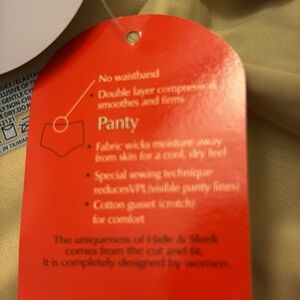 No waistband
• Double layer compression
smoothes and firms
Panty
• Fabric wicks moisture away
from skin for a cool, dry feel
• Special sewing technique
reduces VPL(visible panty lines)
• Cotton gusset (crotch)
for comfort
The uniqueness of Hide & Sleek
comes from the cut and fit.
It is completely designed by women.